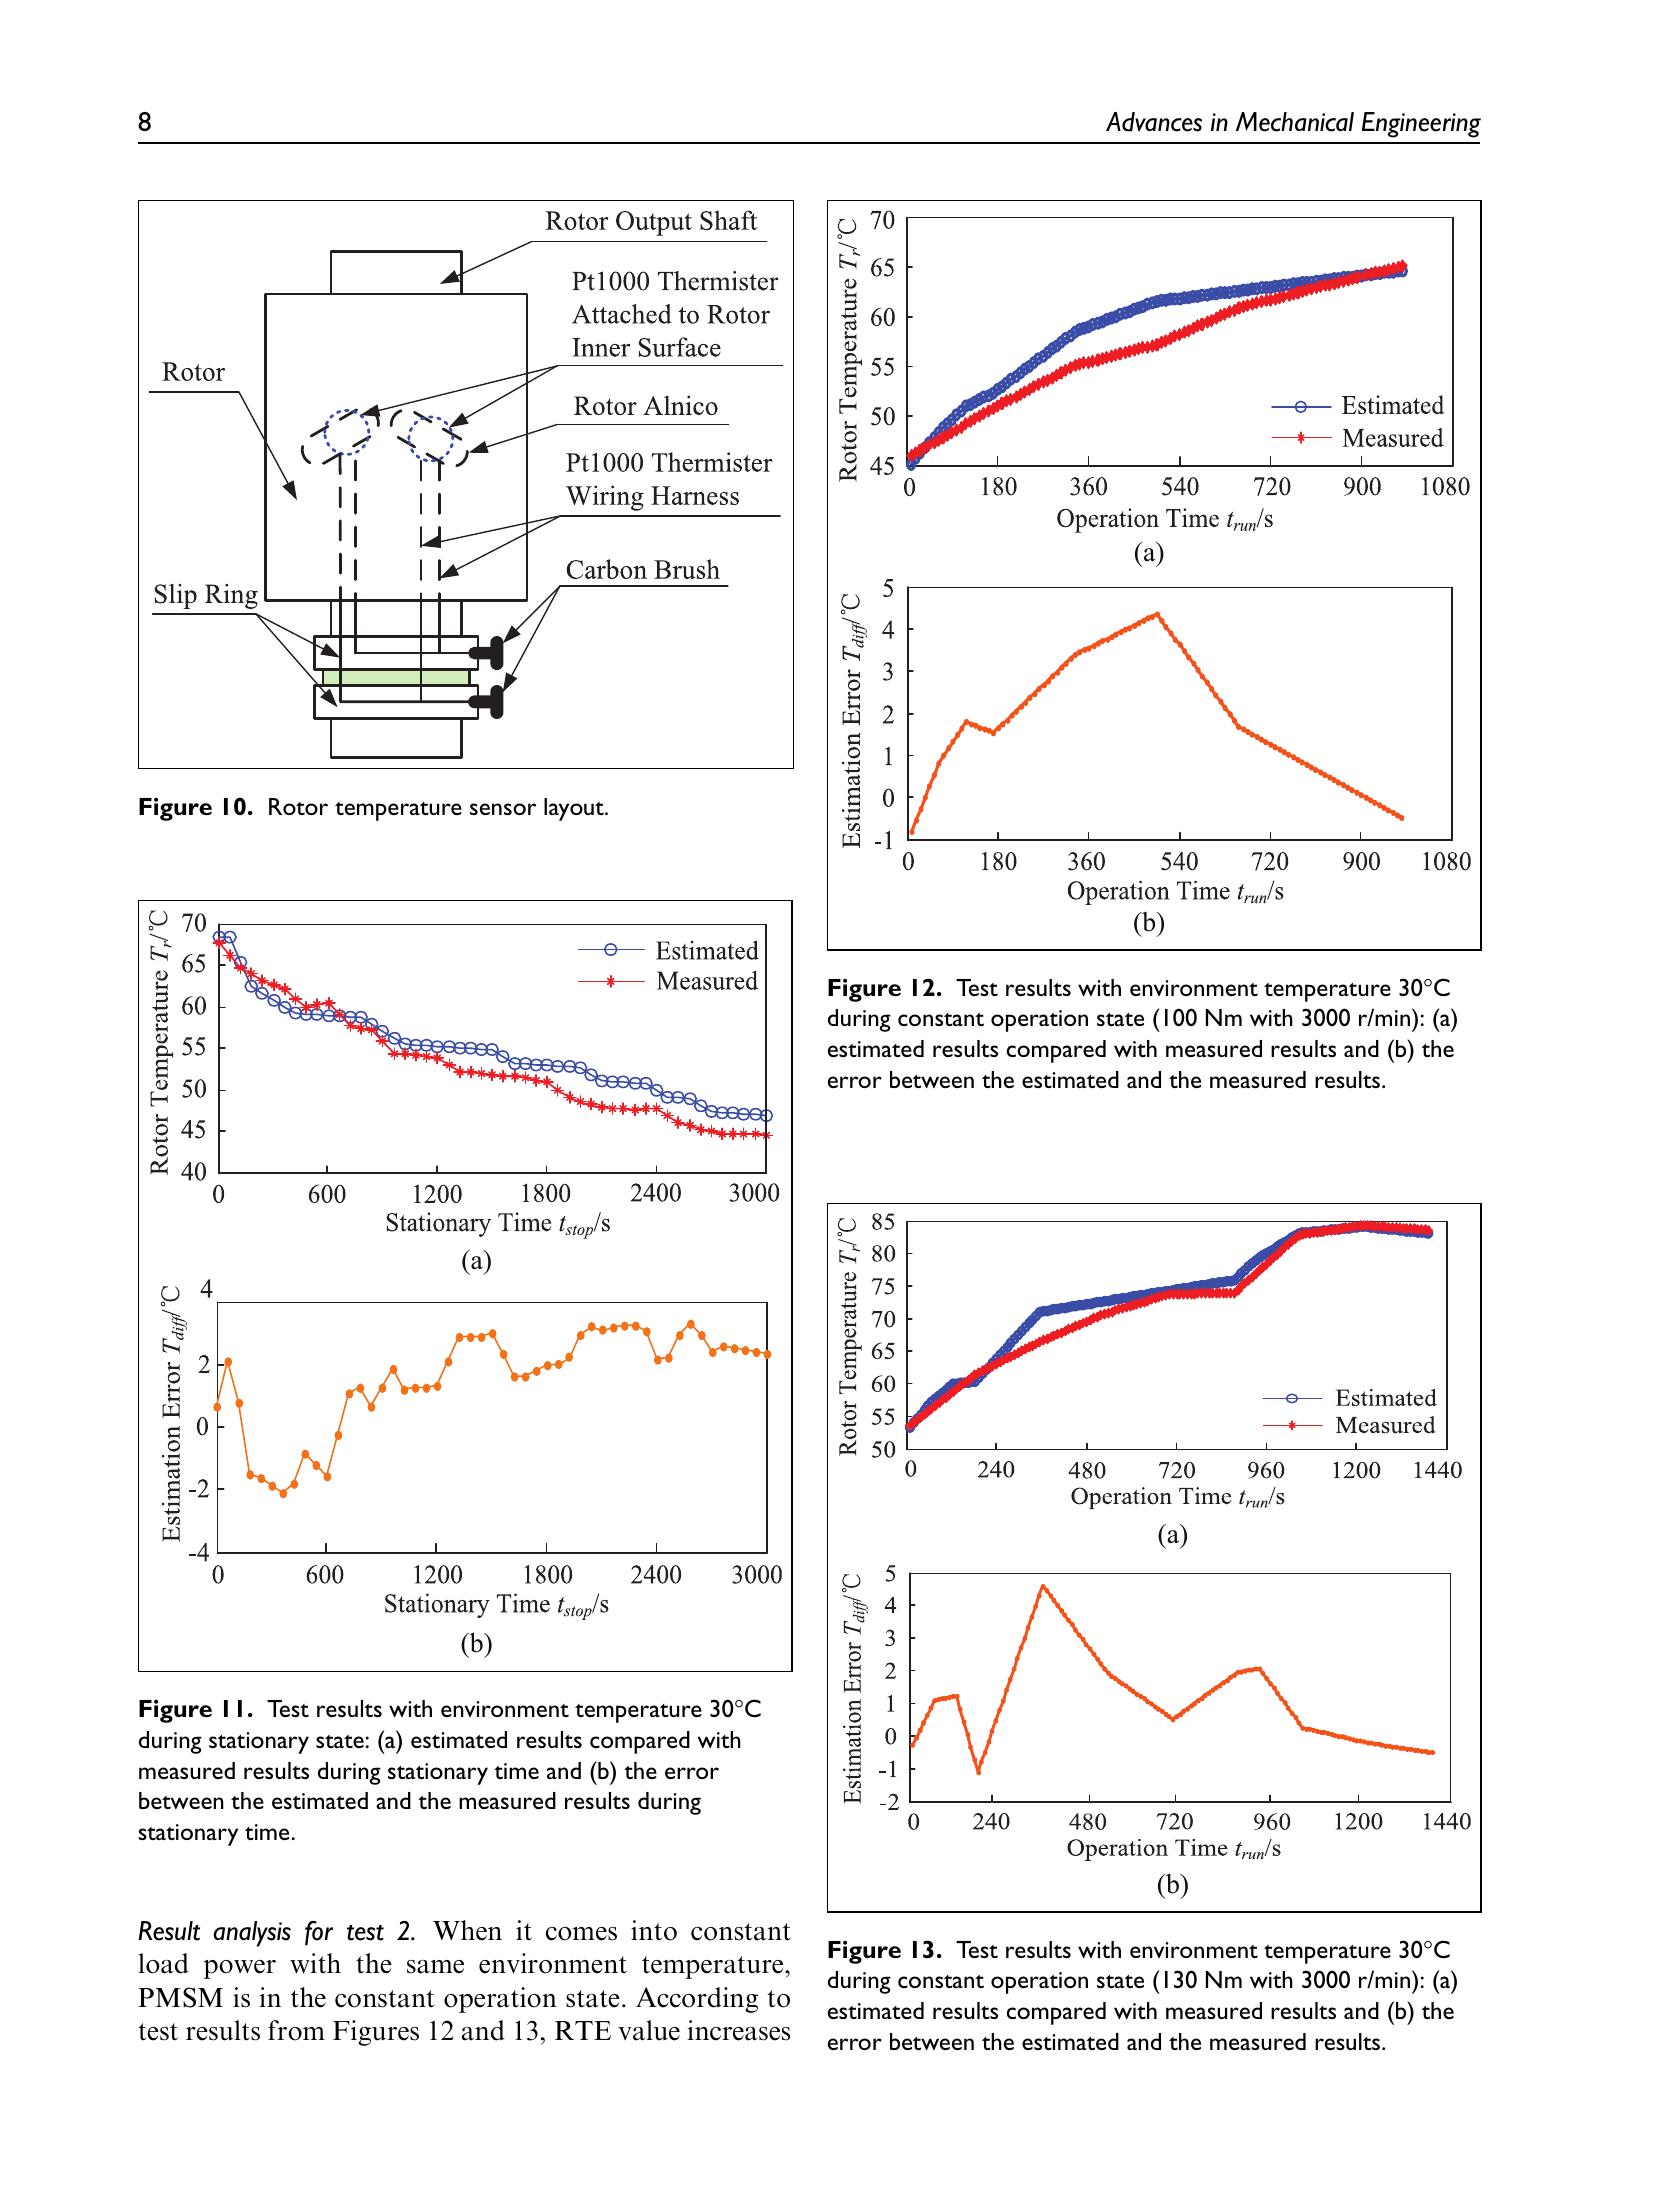 8
Advances in Mechanical Engineering
Rotor Output Shaft
Pt1000 Thermister
Attached to Rotor
Inner Surface
Rotor
Rotor Alnico
Pt1000 Thermister
Wiring Harness
Carbon Brush
Slip Ring
Figure 10. Rotor temperature sensor layout.
Rotor Temperature Tr/°C
70
65
60
55
50
45
40
Estimated
Measured
0 600 1200 1800 2400 3000
Stationary Time tstop/s
(a)
Estimation Error Tdiff/°C
4
2
0
-2
-4
0 600 1200 1800 2400 3000
Stationary Time tstop/s
(b)
Figure 11. Test results with environment temperature 30°C
during stationary state: (a) estimated results compared with
measured results during stationary time and (b) the error
between the estimated and the measured results during
stationary time.
Result analysis for test 2. When it comes into constant
load power with the same environment temperature,
PMSM is in the constant operation state. According to
test results from Figures 12 and 13, RTE value increases
Rotor Temperature Tr/°C
70
65
60
55
50
45
Estimated
Measured
0 180 360 540 720 900 1080
Operation Time trun/s
(a)
Estimation Error Tdiff/°C
5
4
3
2
1
0
-1
0 180 360 540 720 900 1080
Operation Time trun/s
(b)
Figure 12. Test results with environment temperature 30°C
during constant operation state (100 Nm with 3000 r/min): (a)
estimated results compared with measured results and (b) the
error between the estimated and the measured results.
Rotor Temperature Tr/°C
85
80
75
70
65
60
55
50
Estimated
Measured
0 240 480 720 960 1200 1440
Operation Time trun/s
(a)
Estimation Error Tdiff/°C
5
4
3
2
1
0
-1
-2
0 240 480 720 960 1200 1440
Operation Time trun/s
(b)
Figure 13. Test results with environment temperature 30°C
during constant operation state (130 Nm with 3000 r/min): (a)
estimated results compared with measured results and (b) the
error between the estimated and the measured results.